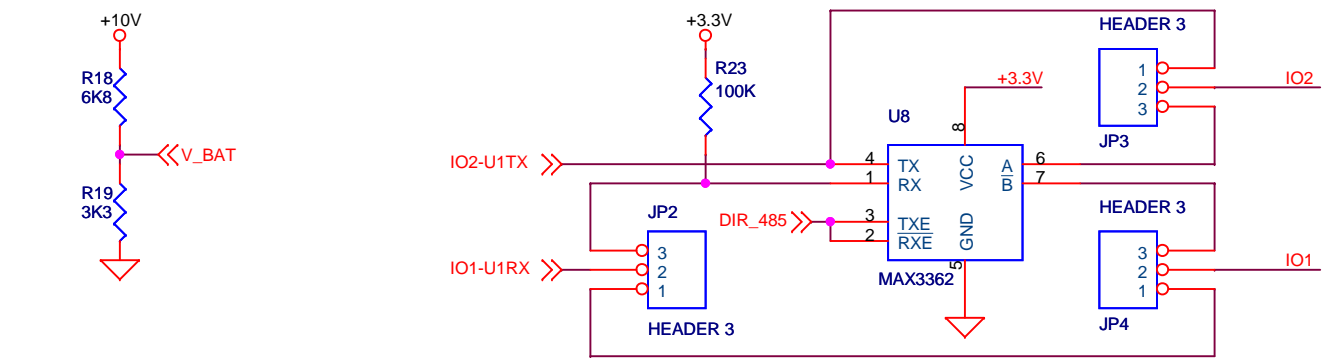 +10V
R18
6K8
V_BAT
R19
3K3
+3.3V
R23
100K
IO2-U1TX
DIR_485
JP2
3
2
1
IO1-U1RX
HEADER 3
U8
+3.3V
8
4 TX VCC A 6
1 RX B 7
3 TXE
2 RXE GND
5
MAX3362
HEADER 3
1
2
3
IO2
JP3
HEADER 3
3
2
1
IO1
JP4